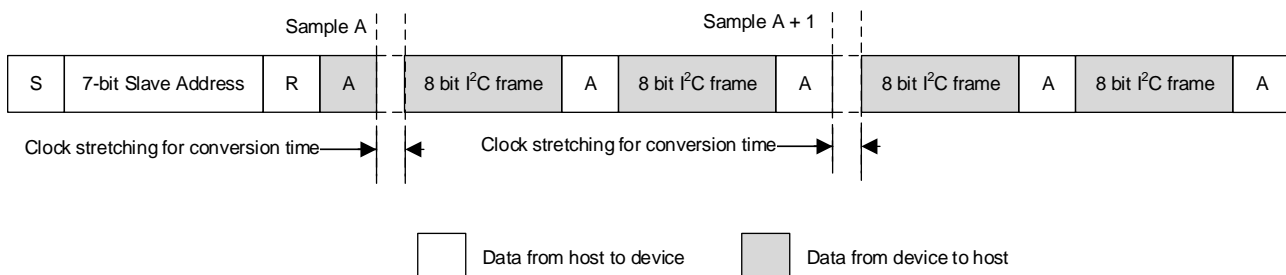 Sample A
Sample A + 1
S 7-bit Slave Address R A 8 bit I²C frame A 8 bit I²C frame A 8 bit I²C frame A 8 bit I²C frame A
Clock stretching for conversion time Clock stretching for conversion time
Data from host to device Data from device to host